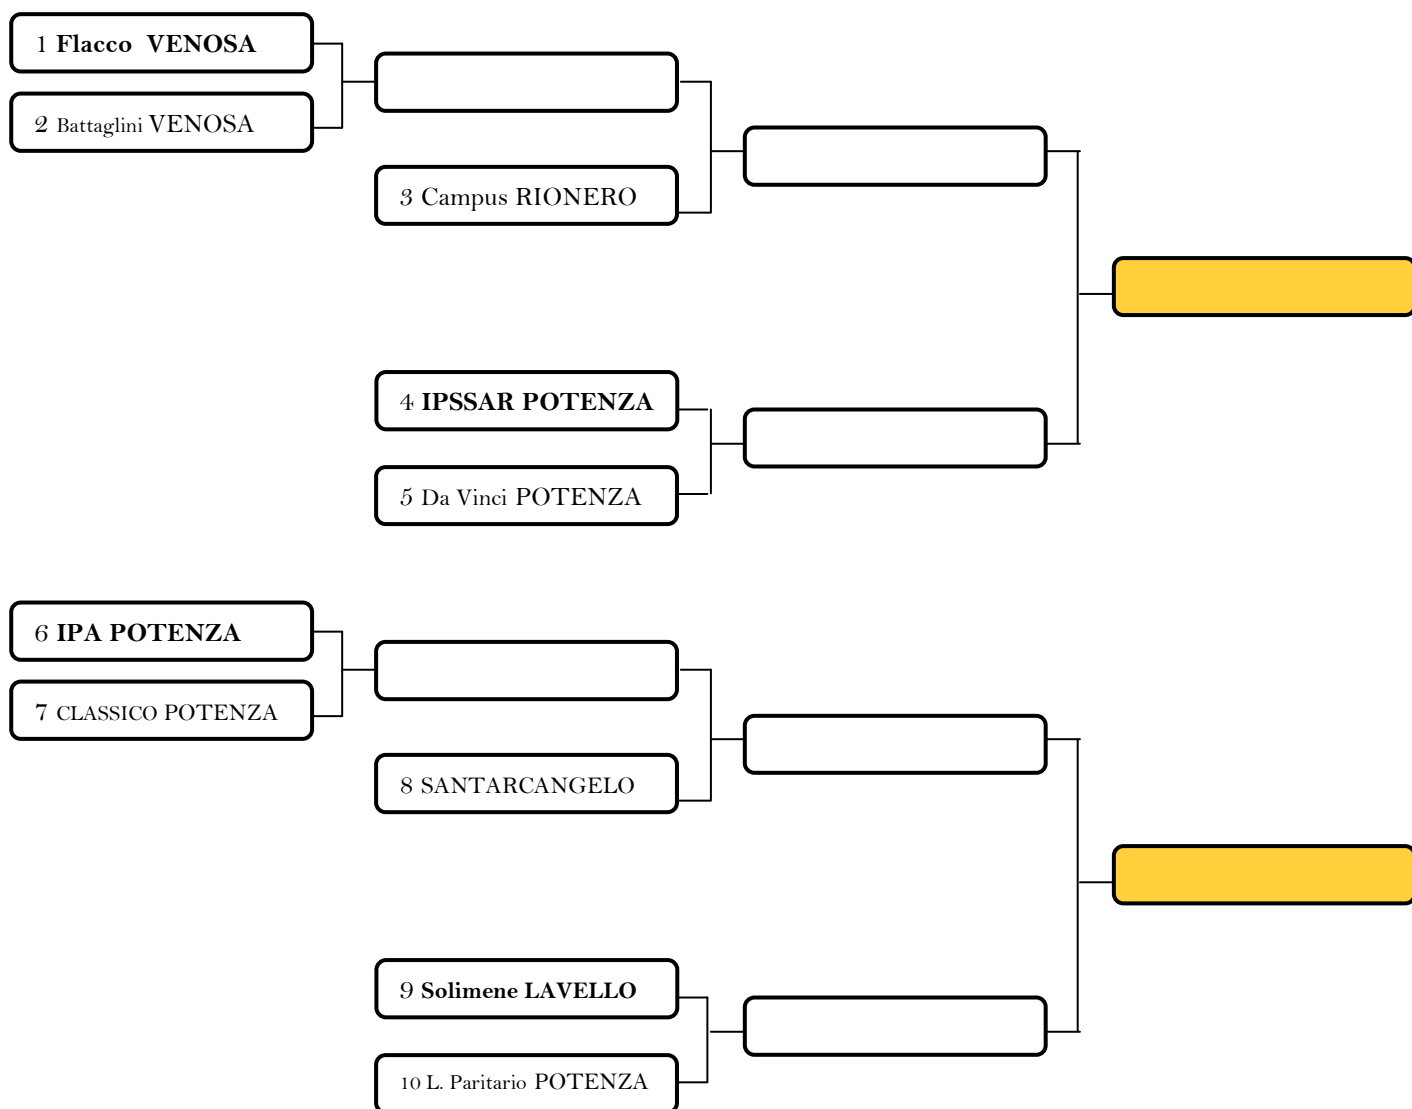 1 Flacco VENOSA
2 Battaglini VENOSA
3 Campus RIONERO
4 IPSSAR POTENZA
5 Da Vinci POTENZA
6 IPA POTENZA
7 CLASSICO POTENZA
8 SANTARCANGELO
9 Solimene LAVELLO
10 L. Paritario POTENZA